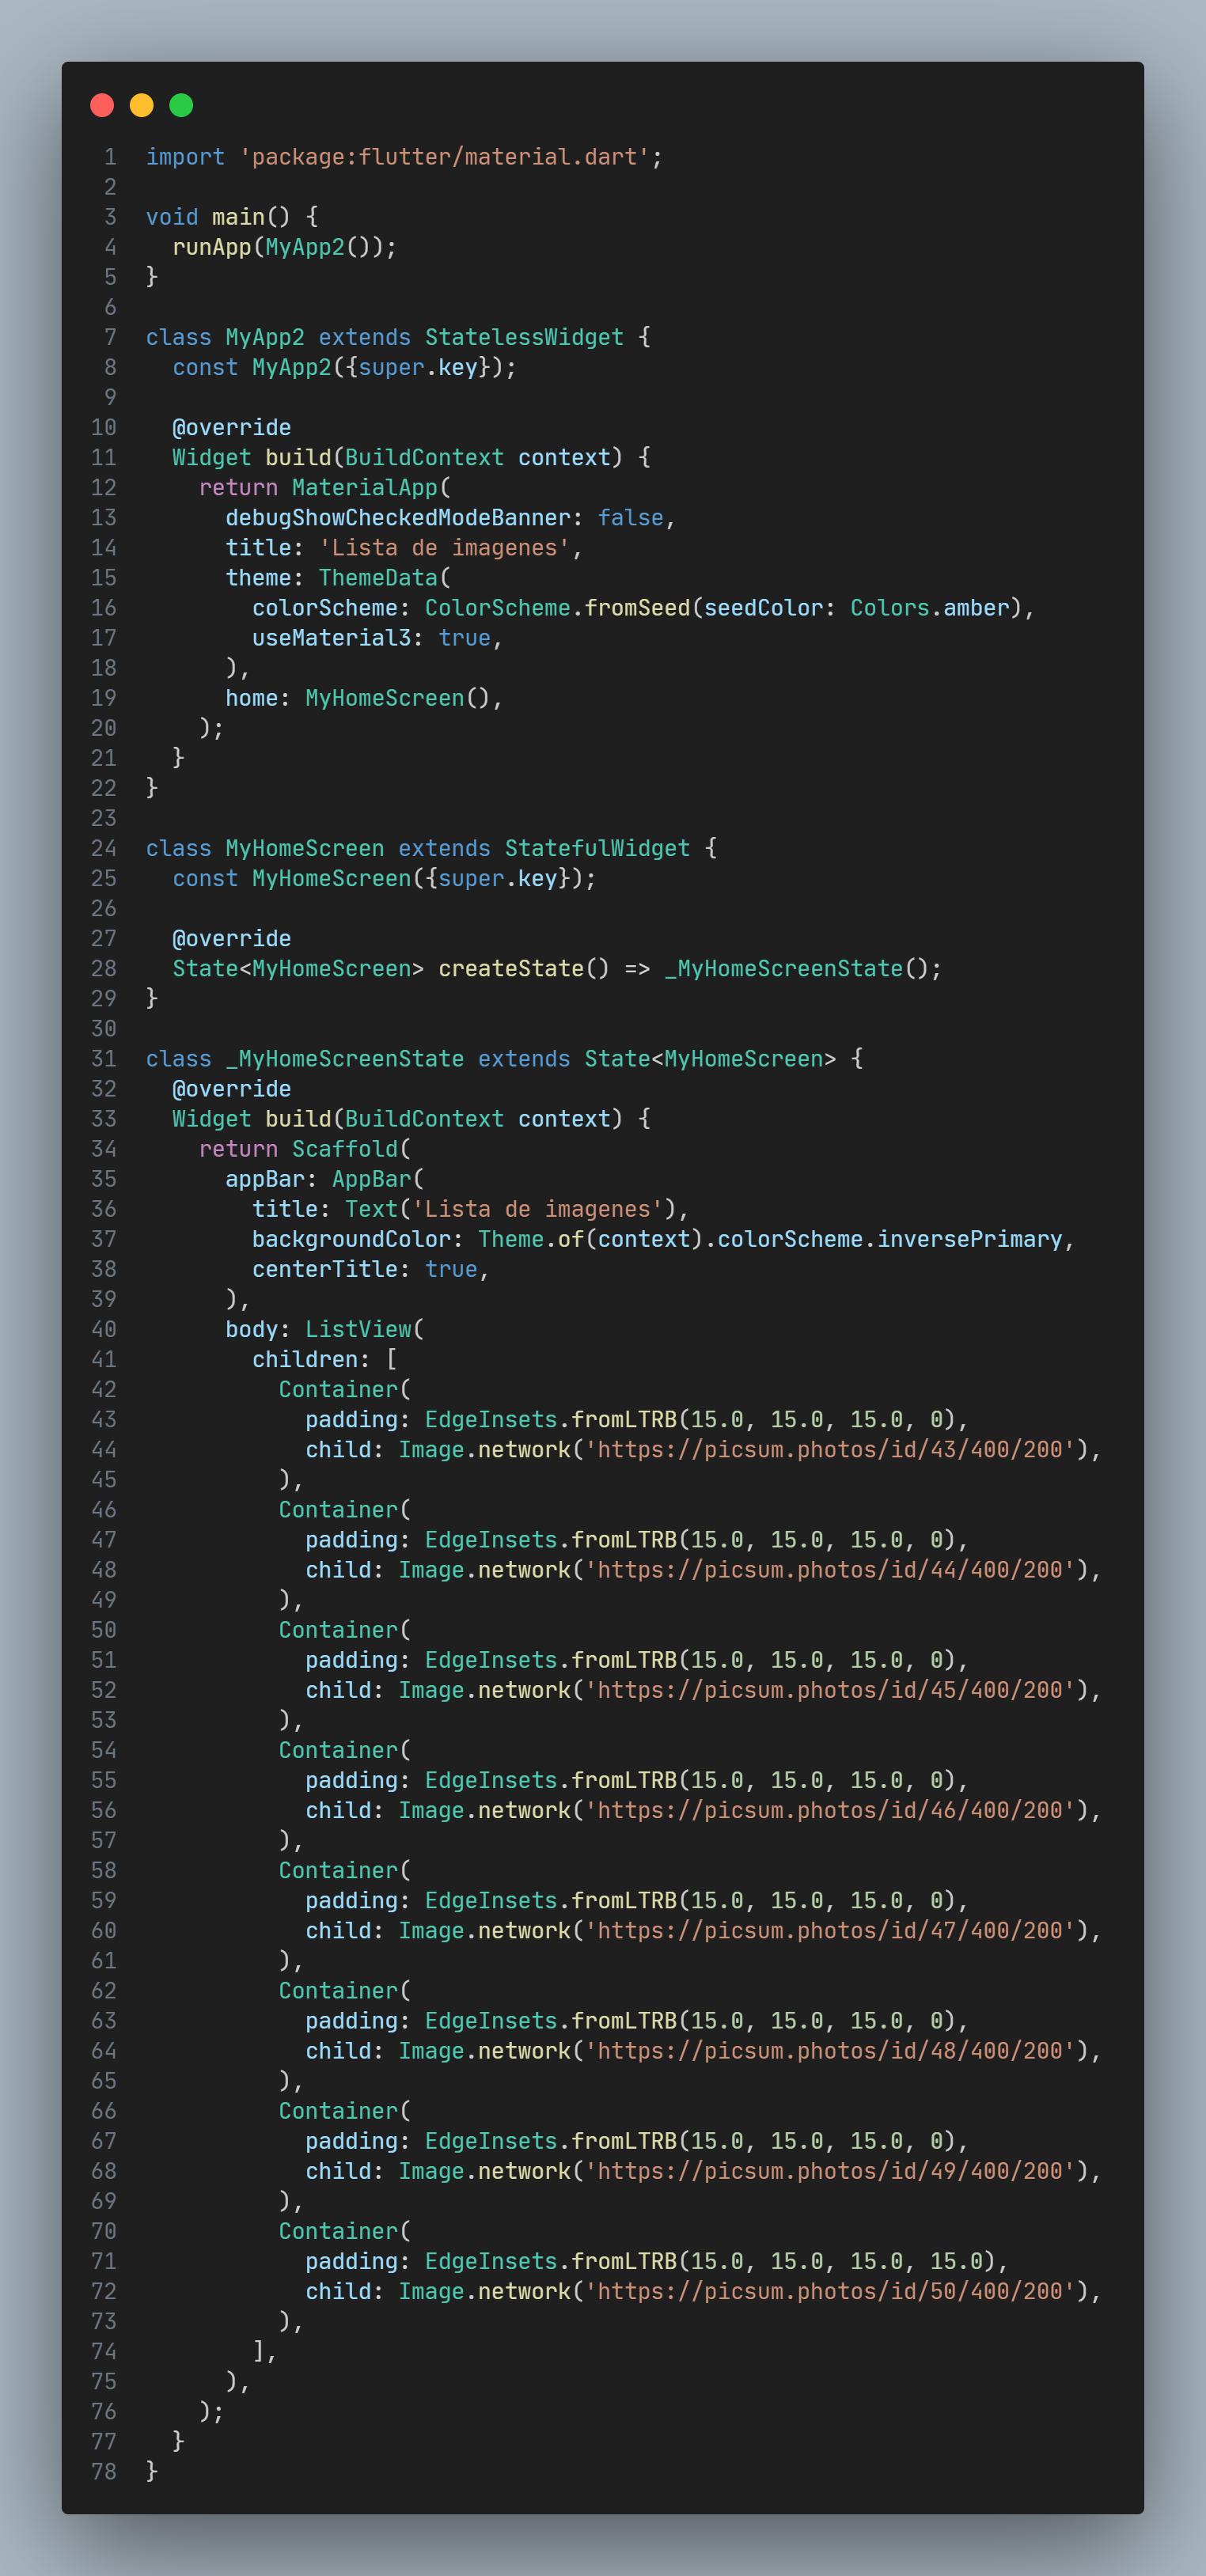 1 import 'package:flutter/material.dart';
2
3 void main() {
4   runApp(MyApp2());
5 }
6
7 class MyApp2 extends StatelessWidget {
8   const MyApp2({super.key});
9
10   @override
11   Widget build(BuildContext context) {
12     return MaterialApp(
13       debugShowCheckedModeBanner: false,
14       title: 'Lista de imagenes',
15       theme: ThemeData(
16         colorScheme: ColorScheme.fromSeed(seedColor: Colors.amber),
17         useMaterial3: true,
18       ),
19       home: MyHomeScreen(),
20     );
21   }
22 }
23
24 class MyHomeScreen extends StatefulWidget {
25   const MyHomeScreen({super.key});
26
27   @override
28   State<MyHomeScreen> createState() => _MyHomeScreenState();
29 }
30
31 class _MyHomeScreenState extends State<MyHomeScreen> {
32   @override
33   Widget build(BuildContext context) {
34     return Scaffold(
35       appBar: AppBar(
36         title: Text('Lista de imagenes'),
37         backgroundColor: Theme.of(context).colorScheme.inversePrimary,
38         centerTitle: true,
39       ),
40       body: ListView(
41         children: [
42           Container(
43             padding: EdgeInsets.fromLTRB(15.0, 15.0, 15.0, 0),
44             child: Image.network('https://picsum.photos/id/43/400/200'),
45           ),
46           Container(
47             padding: EdgeInsets.fromLTRB(15.0, 15.0, 15.0, 0),
48             child: Image.network('https://picsum.photos/id/44/400/200'),
49           ),
50           Container(
51             padding: EdgeInsets.fromLTRB(15.0, 15.0, 15.0, 0),
52             child: Image.network('https://picsum.photos/id/45/400/200'),
53           ),
54           Container(
55             padding: EdgeInsets.fromLTRB(15.0, 15.0, 15.0, 0),
56             child: Image.network('https://picsum.photos/id/46/400/200'),
57           ),
58           Container(
59             padding: EdgeInsets.fromLTRB(15.0, 15.0, 15.0, 0),
60             child: Image.network('https://picsum.photos/id/47/400/200'),
61           ),
62           Container(
63             padding: EdgeInsets.fromLTRB(15.0, 15.0, 15.0, 0),
64             child: Image.network('https://picsum.photos/id/48/400/200'),
65           ),
66           Container(
67             padding: EdgeInsets.fromLTRB(15.0, 15.0, 15.0, 0),
68             child: Image.network('https://picsum.photos/id/49/400/200'),
69           ),
70           Container(
71             padding: EdgeInsets.fromLTRB(15.0, 15.0, 15.0, 15.0),
72             child: Image.network('https://picsum.photos/id/50/400/200'),
73           ),
74         ],
75       ),
76     );
77   }
78 }